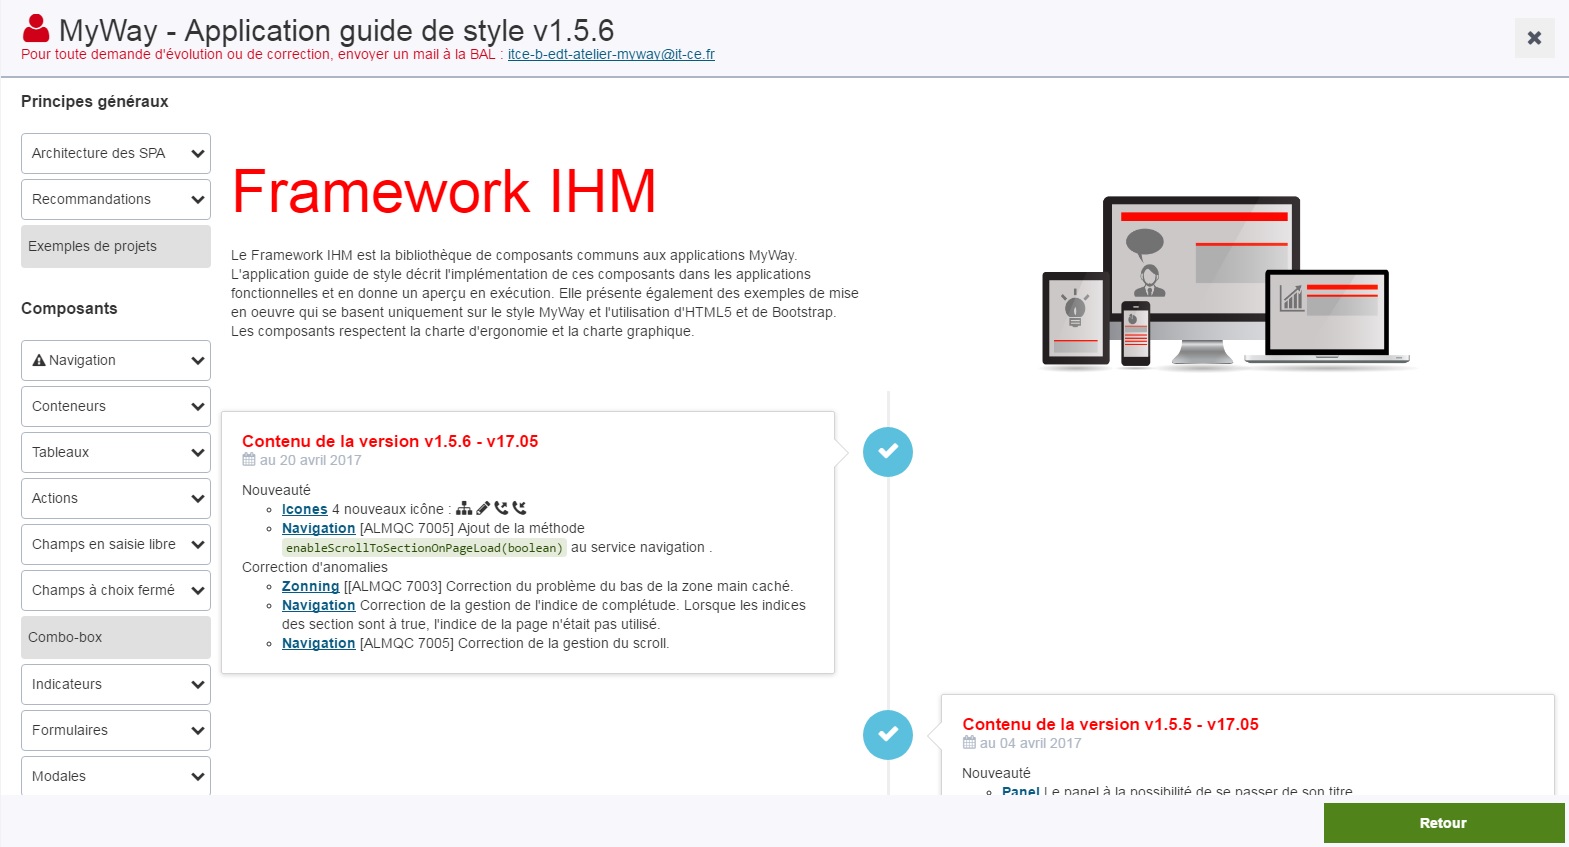 MyWay - Application guide de style v1.5.6
Pour toute demande d'évolution ou de correction, envoyer un mail à la BAL : itce-b-edt-atelier-myway@it-ce.fr
Principes généraux
Architecture des SPA
Recommandations
Exemples de projets
Composants
Navigation
Conteneurs
Tableaux
Actions
Champs en saisie libre
Champs à choix fermé
Combo-box
Indicateurs
Formulaires
Modales
Framework IHM
Le Framework IHM est la bibliothèque de composants communs aux applications MyWay.
L'application guide de style décrit l'implémentation de ces composants dans les applications
fonctionnelles et en donne un aperçu en exécution. Elle présente également des exemples de mise
en oeuvre qui se basent uniquement sur le style MyWay et l'utilisation d'HTML5 et de Bootstrap.
Les composants respectent la charte d'ergonomie et la charte graphique.
Contenu de la version v1.5.6 - v17.05
au 20 avril 2017
Nouveauté
Icones 4 nouveaux icône :
Navigation [ALMQC 7005] Ajout de la méthode
enableScrollToSectionOnPageLoad(boolean) au service navigation .
Correction d'anomalies
Zonning [[ALMQC 7003] Correction du problème du bas de la zone main caché.
Navigation Correction de la gestion de l'indice de complétude. Lorsque les indices
des section sont à true, l'indice de la page n'était pas utilisé.
Navigation [ALMQC 7005] Correction de la gestion du scroll.
Contenu de la version v1.5.5 - v17.05
au 04 avril 2017
Nouveauté
Panel Le panel à la possibilité de se passer de son titre
Retour